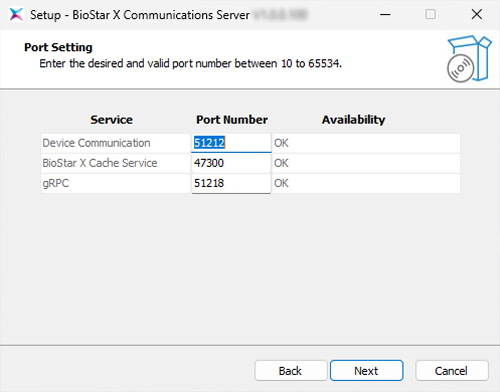 Setup - BioStar X Communications Server
Port Setting
Enter the desired and valid port number between 10 to 65534.
Service Port Number Availability
Device Communication 51212 OK
BioStar X Cache Service 47300 OK
gRPC 51218 OK
Back Next Cancel